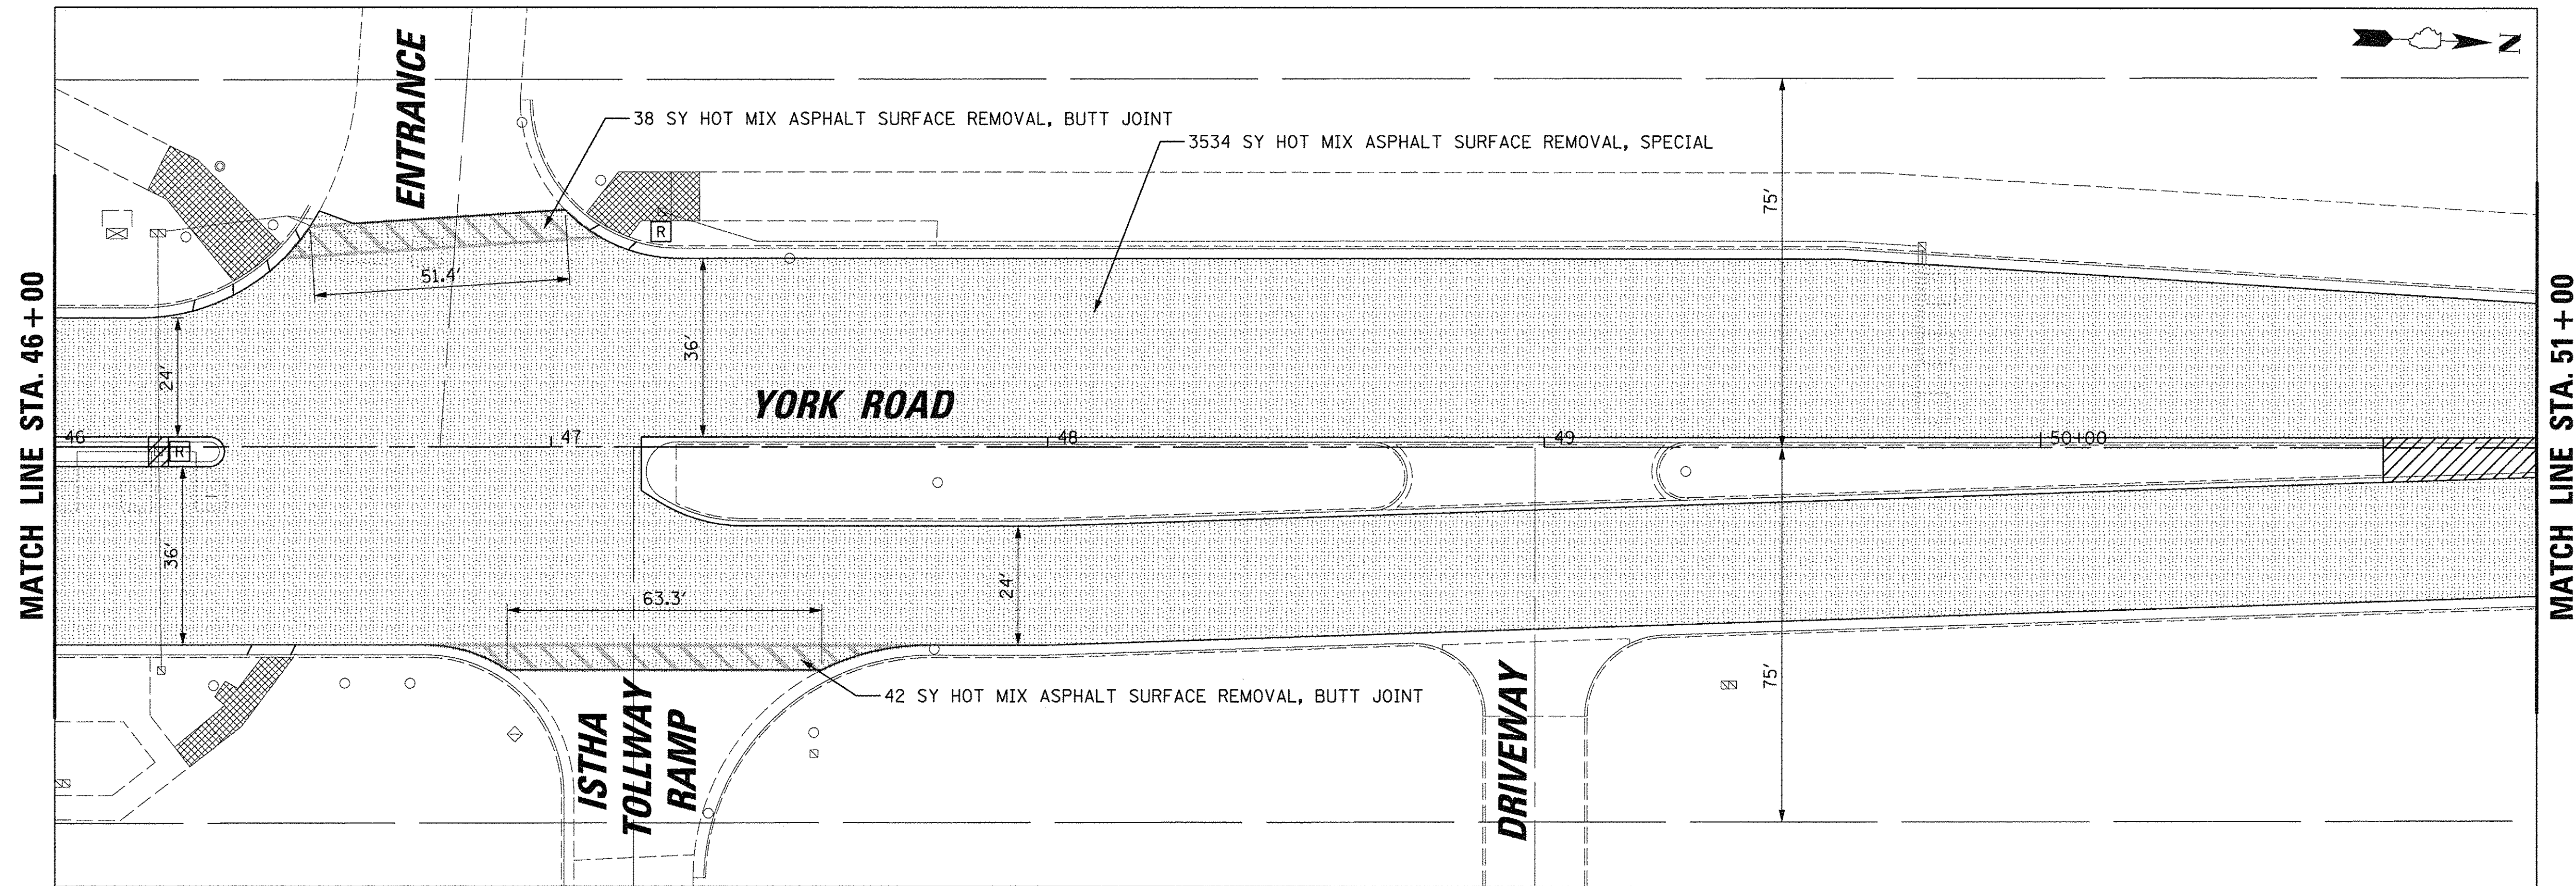 N
ENTRANCE
38 SY HOT MIX ASPHALT SURFACE REMOVAL, BUTT JOINT
3534 SY HOT MIX ASPHALT SURFACE REMOVAL, SPECIAL
75'
R
51.4'
MATCH LINE STA. 46+00
MATCH LINE STA. 51+00
24'
36'
YORK ROAD
46
47
48
49
50+00
R
36'
24'
63.3'
75'
42 SY HOT MIX ASPHALT SURFACE REMOVAL, BUTT JOINT
ISTHA
TOLLWAY
RAMP
DRIVEWAY